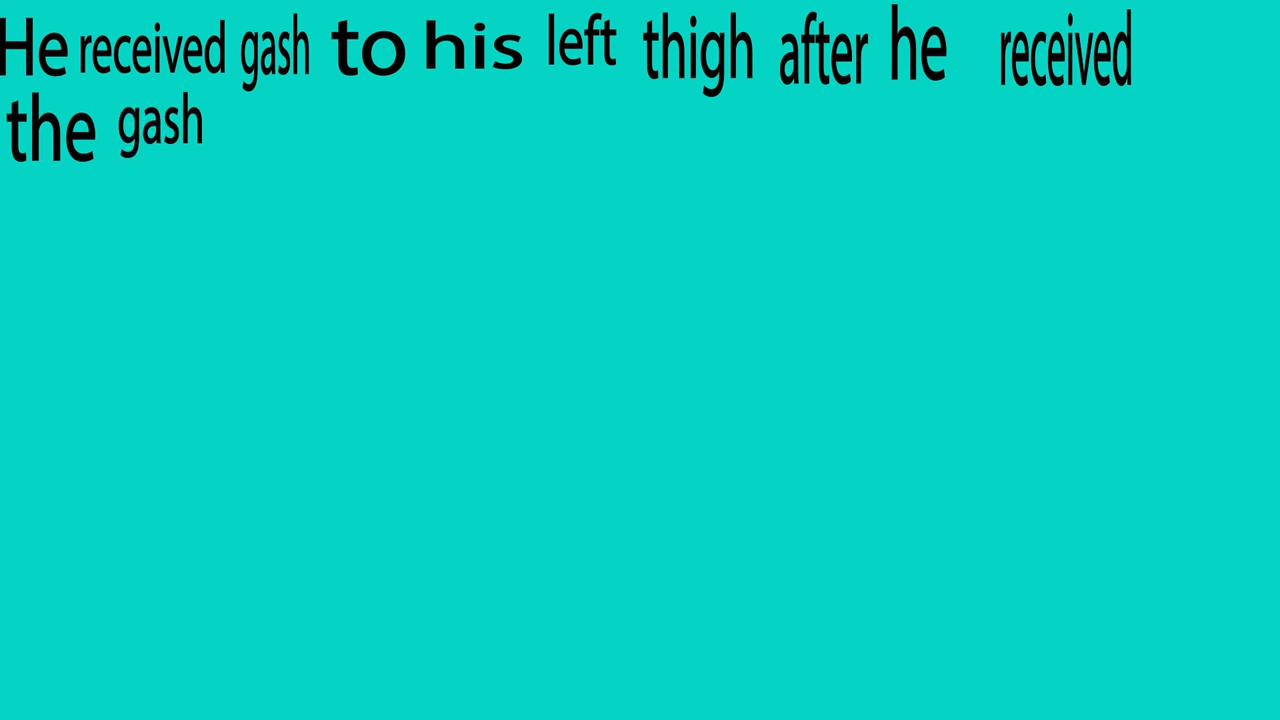 He received gash to his left thigh after he received
the gash